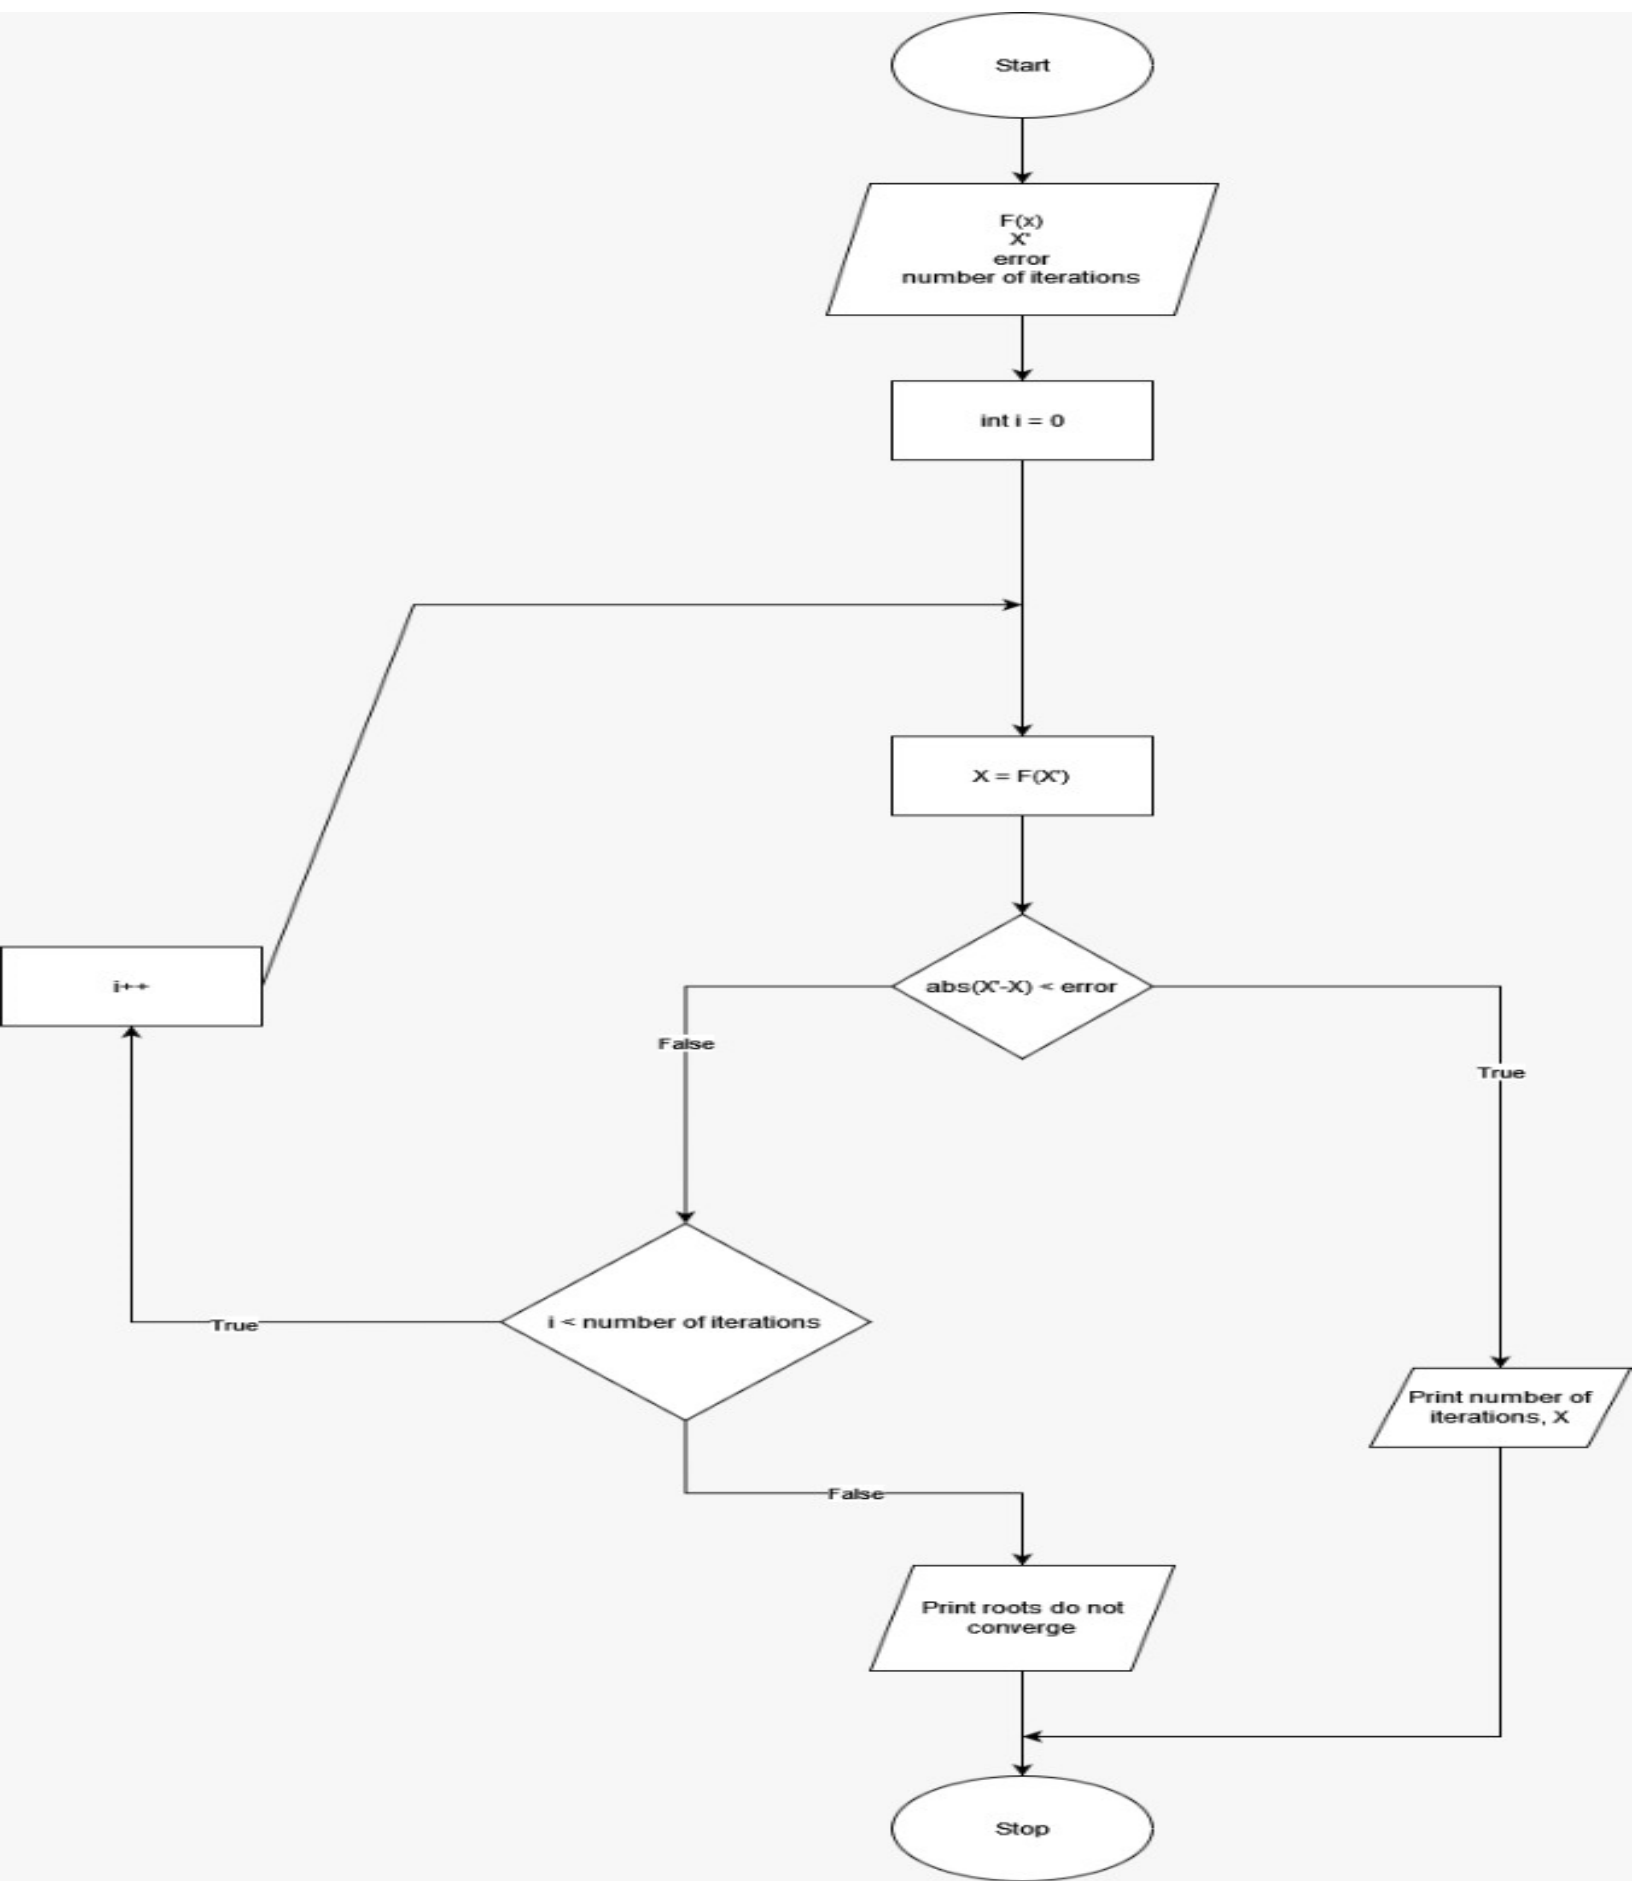 Start
F(x)
X'
error
number of iterations
int i = 0
X = F(X')
i++
abs(X'-X) < error
False
True
i < number of iterations
True
Print number of
iterations, X
False
Print roots do not
converge
Stop